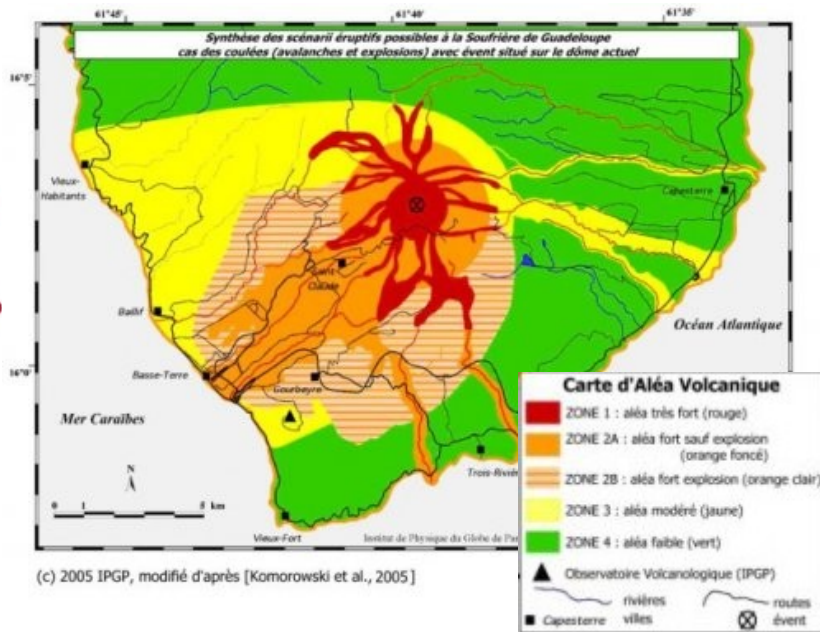 61°45'
61°40'
61°35'
Synthèse des scénarii éruptifs possibles à la Soufrière de Guadeloupe
cas des coulées (avalanches et explosions) avec évent situé sur le dôme actuel
16°5'
Vieux-
Habitants
Capesterre
Saint-
Claude
Baillif
Océan Atlantique
16°0'
Basse-Terre
Gourbeyre
Mer Caraïbes
N
0 1 5 km
Trois-Riviè
Vieux-Fort
Institut de Physique du Globe de Par
Carte d'Aléa Volcanique
ZONE 1 : aléa très fort (rouge)
ZONE 2A : aléa fort sauf explosion
(orange foncé)
ZONE 2B : aléa fort explosion (orange clair)
ZONE 3 : aléa modéré (jaune)
ZONE 4 : aléa faible (vert)
Observatoire Volcanologique (IPGP)
rivières
routes
Capesterre villes
évent
(c) 2005 IPGP, modifié d'après [Komorowski et al., 2005]